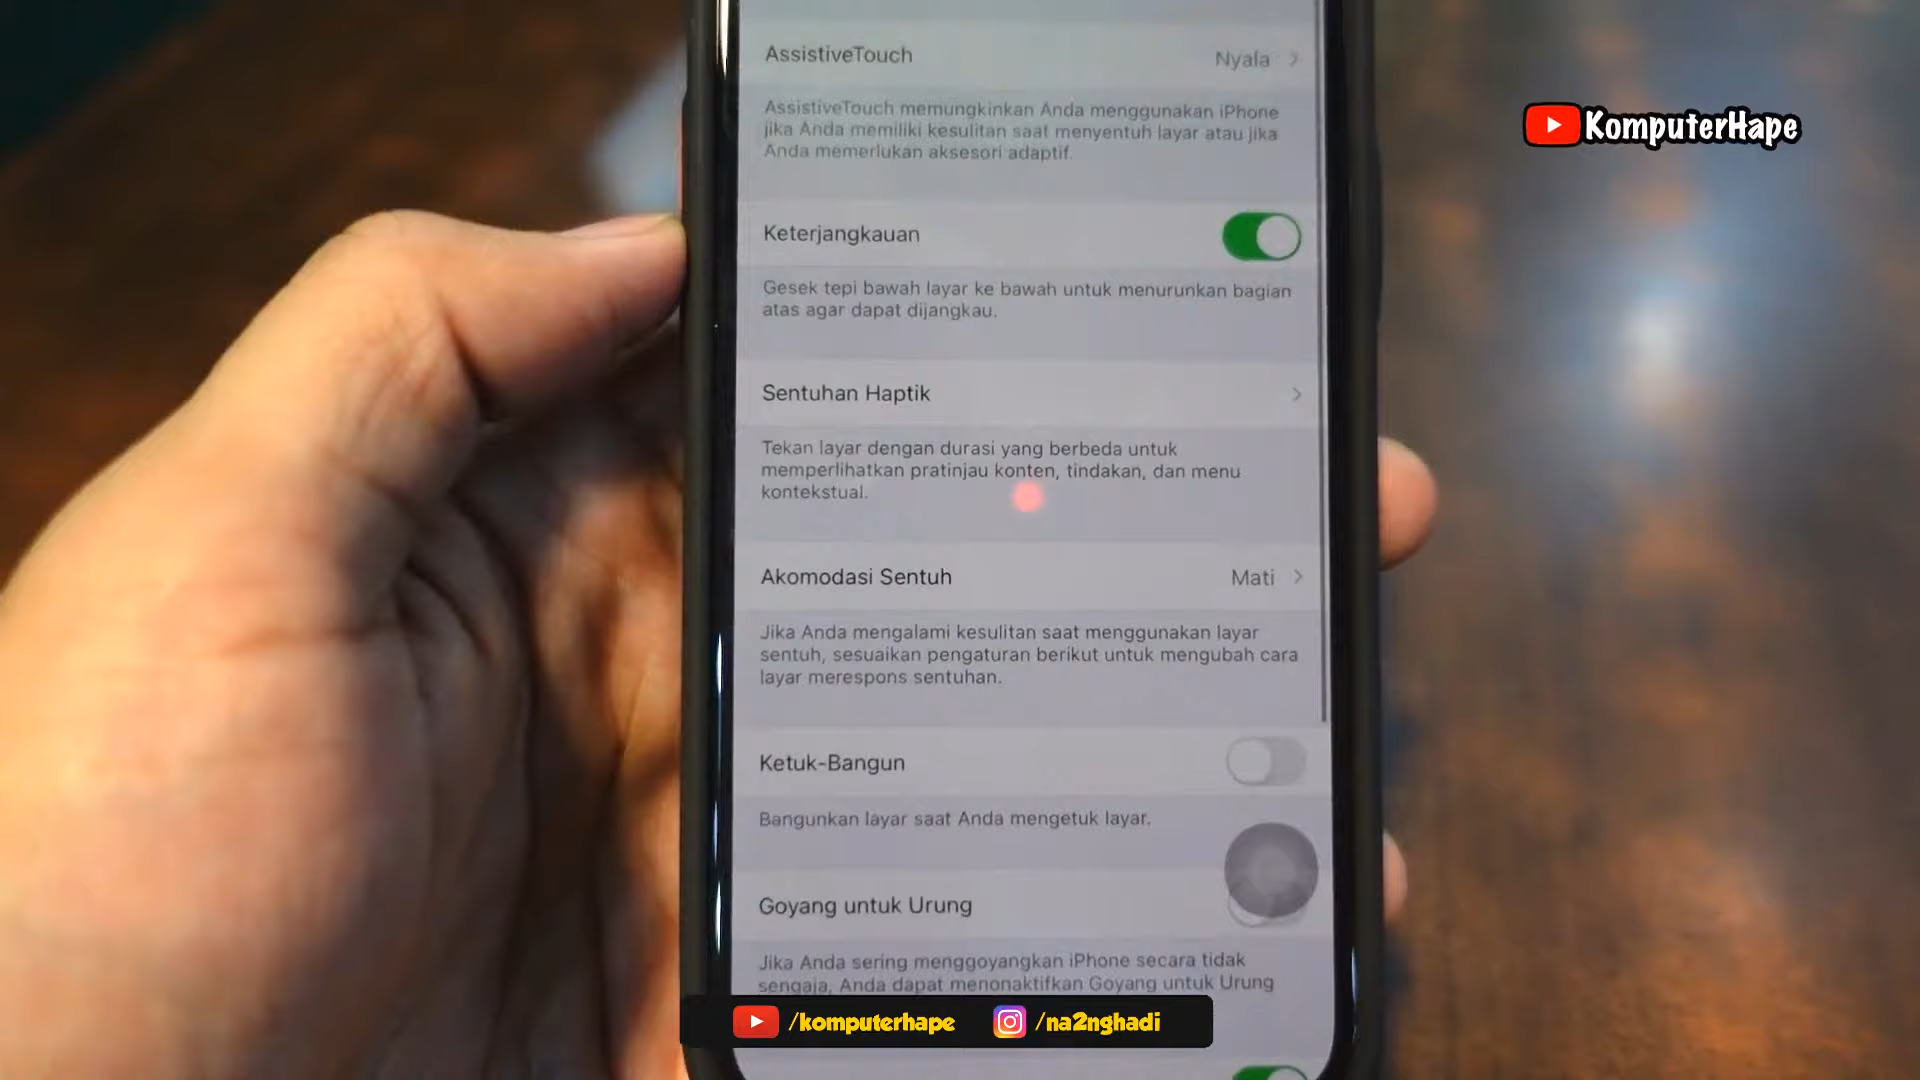 AssistiveTouch Nyala
AssistiveTouch memungkinkan Anda menggunakan iPhone
jika Anda memiliki kesulitan saat menyentuh layar atau jika
Anda memerlukan aksesori adaptif.
KomputerHape
Keterjangkauan
Gesek tepi bawah layar ke bawah untuk menurunkan bagian
atas agar dapat dijangkau.
Sentuhan Haptik
Tekan layar dengan durasi yang berbeda untuk
memperlihatkan pratinjau konten, tindakan, dan menu
kontekstual.
Akomodasi Sentuh Mati
Jika Anda mengalami kesulitan saat menggunakan layar
sentuh, sesuaikan pengaturan berikut untuk mengubah cara
layar merespons sentuhan.
Ketuk-Bangun
Bangunkan layar saat Anda mengetuk layar.
Goyang untuk Urung
Jika Anda sering menggoyangkan iPhone secara tidak
sengaja, Anda dapat menonaktifkan Goyang untuk Urung
/komputerhape /na2nghadi